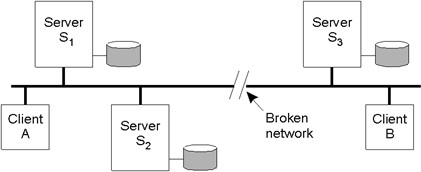 Server
S1
Server
S3
Client
A
Server
S2
Broken
network
Client
B